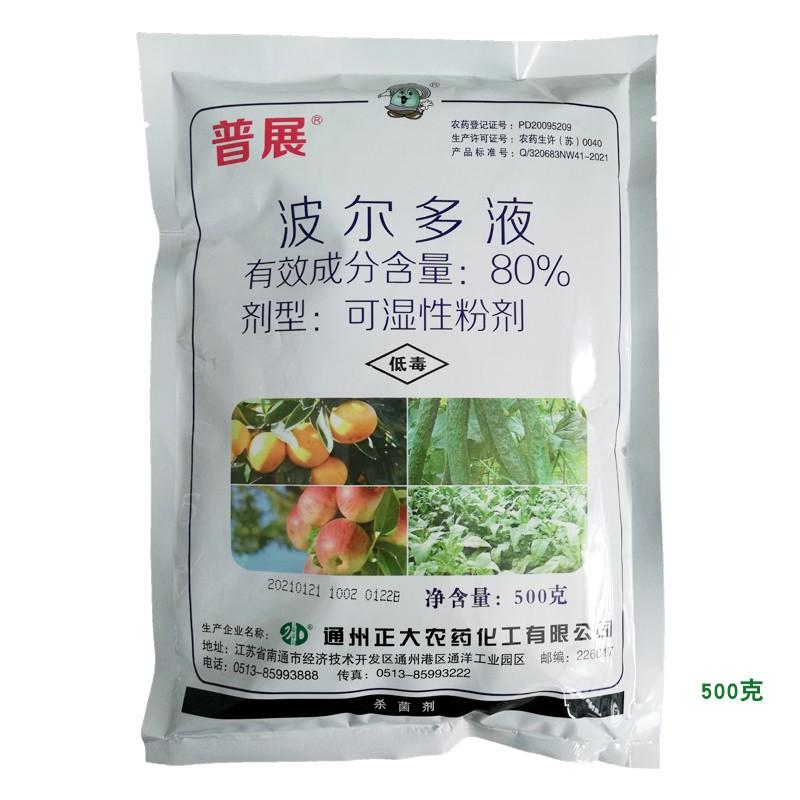 普展®
®
农药登记证号：PD20095209
生产许可证号：农药生许（苏）0040
产品标准号：Q/320683NW41-2021
波尔多液
有效成分含量：80%
剂型：可湿性粉剂
低毒
20210121 1002 0122B
净含量：500克
生产企业名称：
®
通州正大农药化工有限公司
地址：江苏省南通市经济技术开发区通州港区通洋工业园区 邮编：226017
电话：0513-85993888 传真：0513-85993222
杀菌剂
500克